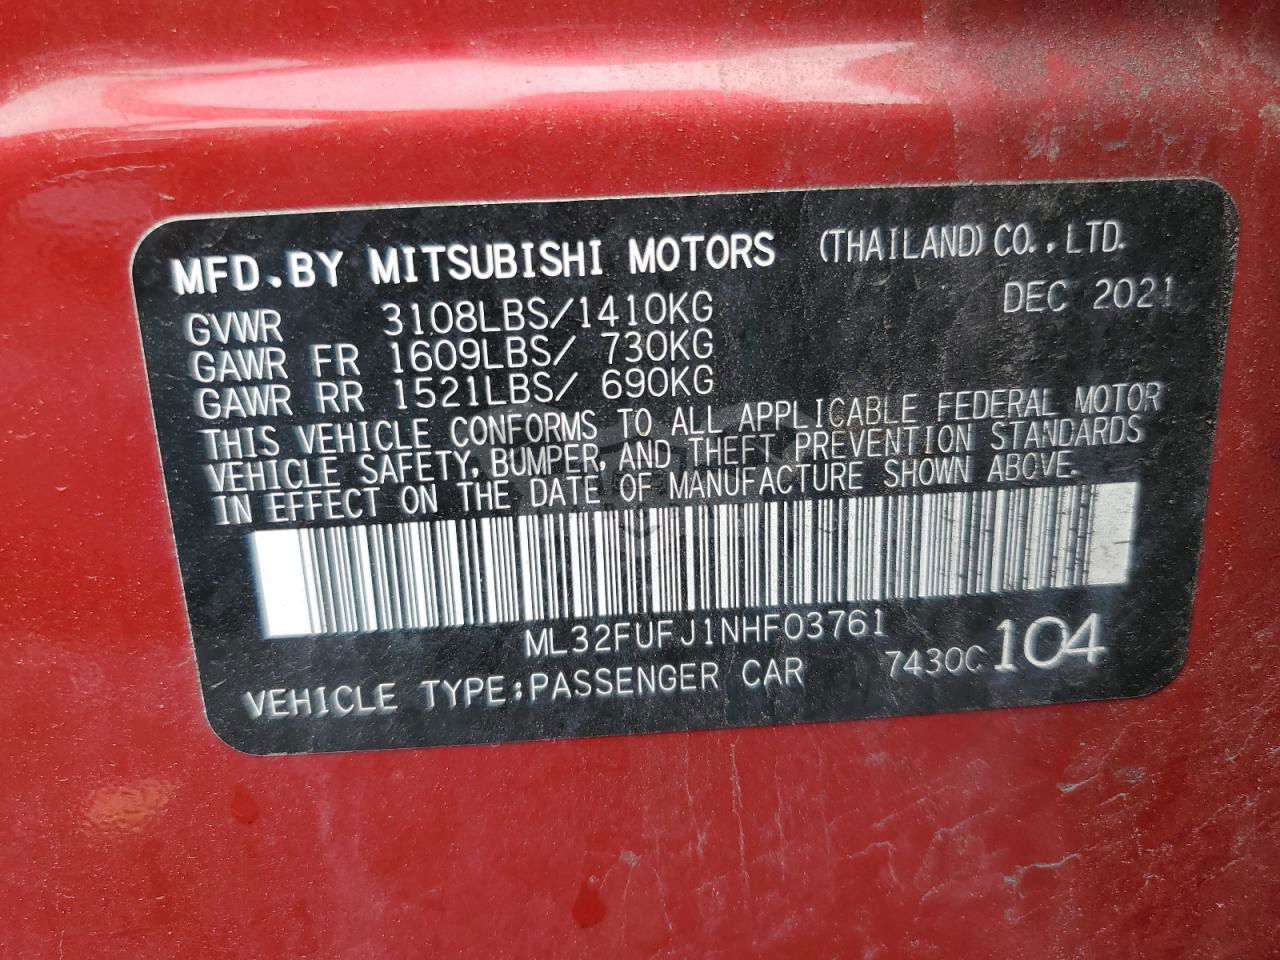 MFD.BY MITSUBISHI MOTORS (THAILAND) CO.,LTD.
GVWR 3108LBS/1410KG DEC 2021
GAWR FR 1609LBS/ 730KG
GAWR RR 1521LBS/ 690KG
THIS VEHICLE CONFORMS TO ALL APPLICABLE FEDERAL MOTOR
VEHICLE SAFETY, BUMPER, AND THEFT PREVENTION STANDARDS
IN EFFECT ON THE DATE OF MANUFACTURE SHOWN ABOVE.
ML32FUFJ1NHF03761
VEHICLE TYPE:PASSENGER CAR 7430C 104